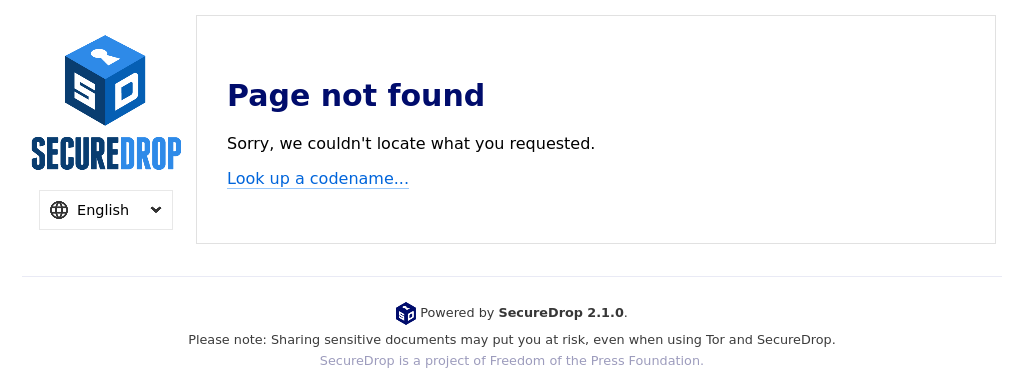 SECUREDROP
English
Page not found
Sorry, we couldn't locate what you requested.
Look up a codename...
Powered by SecureDrop 2.1.0.
Please note: Sharing sensitive documents may put you at risk, even when using Tor and SecureDrop.
SecureDrop is a project of Freedom of the Press Foundation.